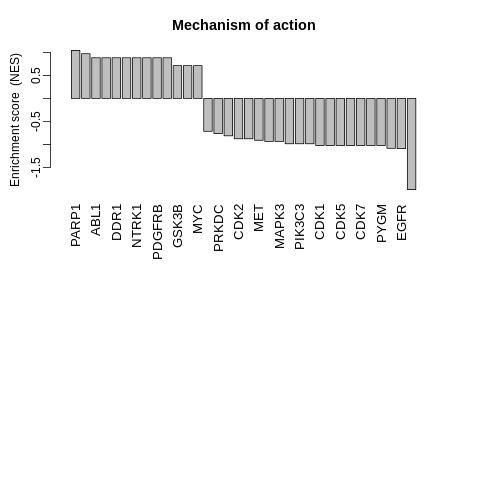 Mechanism of action
Enrichment score (NES)
0.5
-0.5
-1.5
PARP1
ABL1
DDR1
NTRK1
PDGFRB
GSK3B
MYC
PRKDC
CDK2
MET
MAPK3
PIK3C3
CDK1
CDK5
CDK7
PYGM
EGFR